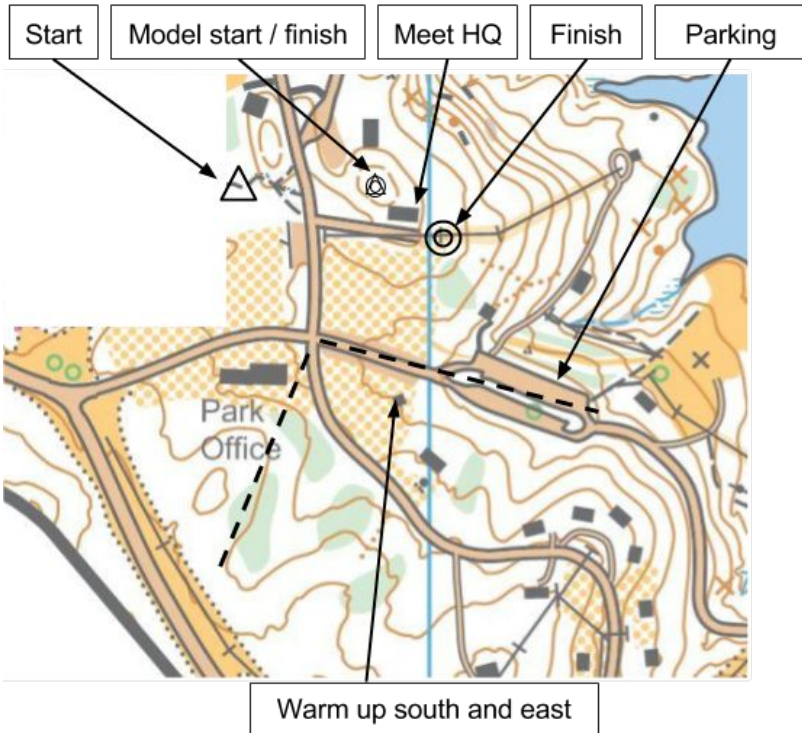 Start
Model start / finish
Meet HQ
Finish
Parking
Park
Office
Warm up south and east